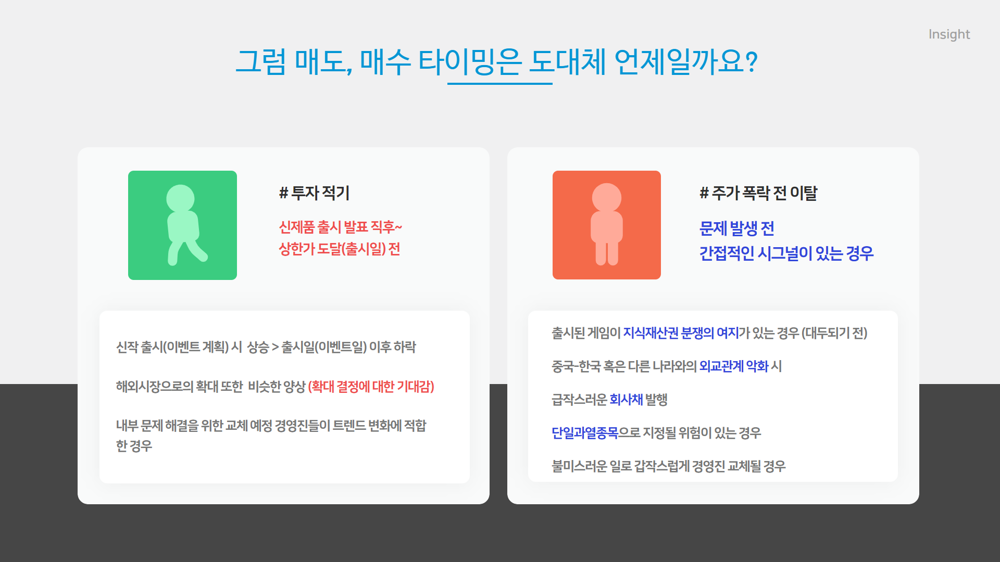 Insight
그럼 매도, 매수 타이밍은 도대체 언제일까요?
# 투자 적기
신제품 출시 발표 직후~
상한가 도달(출시일) 전
신작 출시(이벤트 계획) 시 상승 > 출시일(이벤트일) 이후 하락
해외시장으로의 확대 또한 비슷한 양상 (확대 결정에 대한 기대감)
내부 문제 해결을 위한 교체 예정 경영진들이 트렌드 변화에 적합
한 경우
# 주가 폭락 전 이탈
문제 발생 전
간접적인 시그널이 있는 경우
출시된 게임이 지식재산권 분쟁의 여지가 있는 경우 (대두되기 전)
중국-한국 혹은 다른 나라와의 외교관계 악화 시
급작스러운 회사채 발행
단일과열종목으로 지정될 위험이 있는 경우
불미스러운 일로 갑작스럽게 경영진 교체될 경우